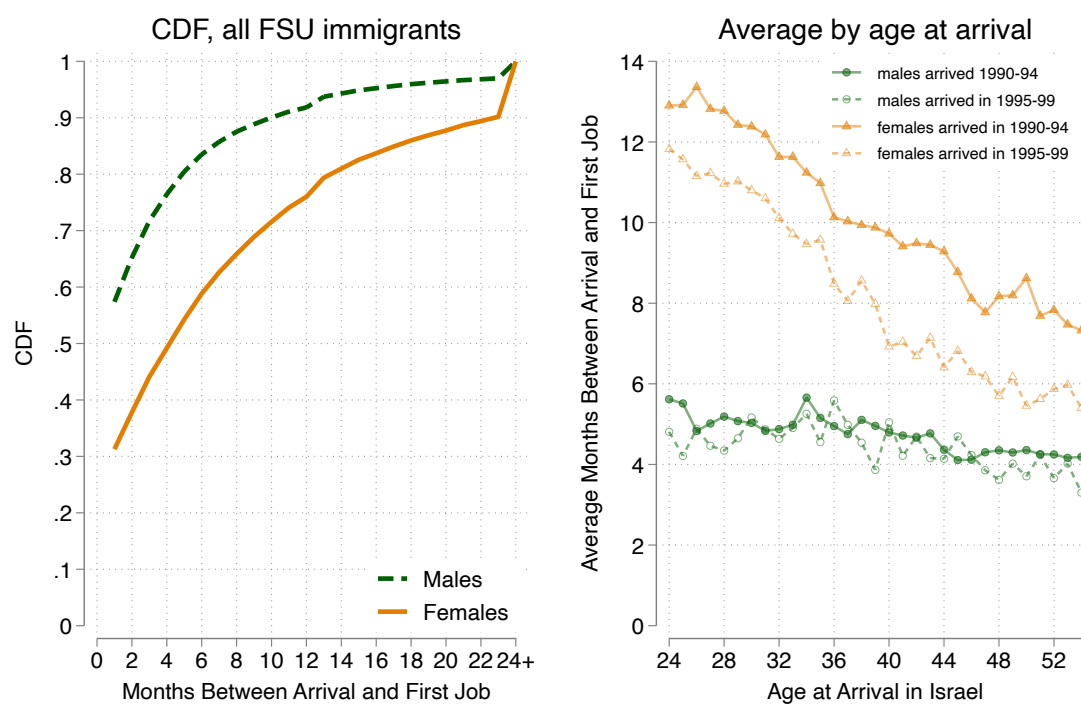 CDF, all FSU immigrants
1
.9
.8
.7
.6
.5
.4
.3
.2
.1
0
CDF
Males
Females
0 2 4 6 8 10 12 14 16 18 20 22 24+
Months Between Arrival and First Job
Average by age at arrival
14
12
10
8
6
4
2
0
Average Months Between Arrival and First Job
males arrived 1990-94
males arrived in 1995-99
females arrived in 1990-94
females arrived in 1995-99
24 28 32 36 40 44 48 52
Age at Arrival in Israel